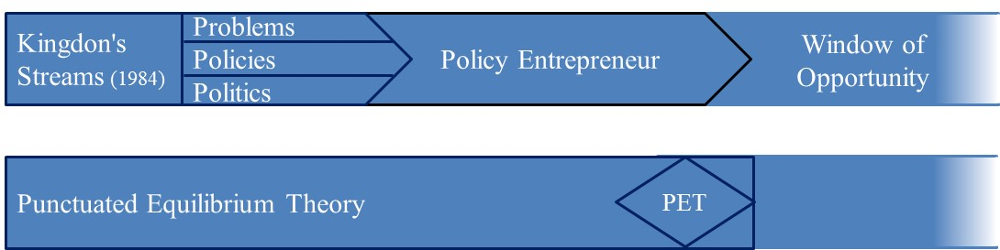 Kingdon's
Streams (1984)
Problems
Policies
Politics
Policy Entrepreneur
Window of
Opportunity
Punctuated Equilibrium Theory
PET